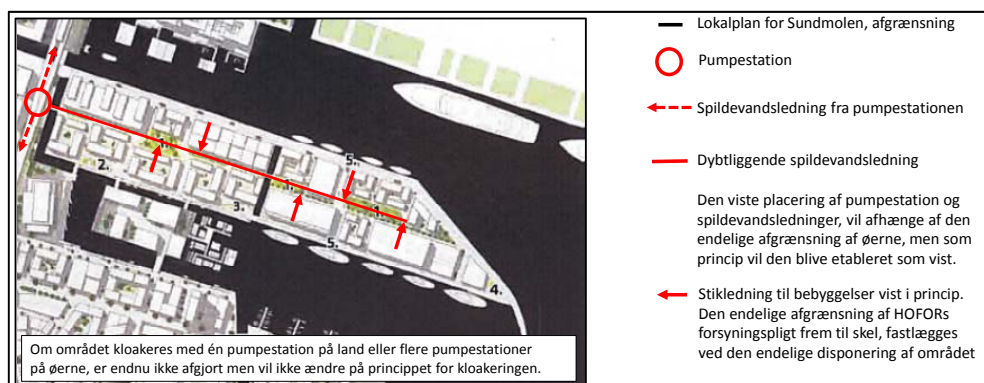 1.
2.
5.
1.
3.
1.
5.
4.
Om området kloakeres med én pumpestation på land eller flere pumpestationer
på øerne, er endnu ikke afgjort men vil ikke ændre på princippet for kloakeringen.
Lokalplan for Sundmolen, afgrænsning
Pumpestation
Spildevandsledning fra pumpestationen
Dybtliggende spildevandsledning
Den viste placering af pumpestation og
spildevandsledninger, vil afhænge af den
endelige afgrænsning af øerne, men som
princip vil den blive etableret som vist.
Stikledning til bebyggelser vist i princip.
Den endelige afgrænsning af HOFORs
forsyningspligt frem til skel, fastlægges
ved den endelige disponering af området